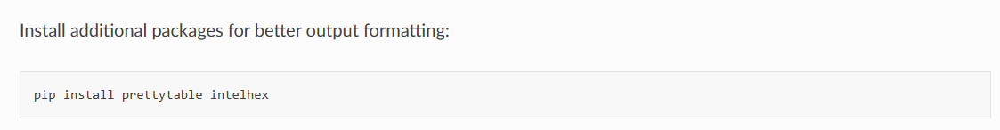 Install additional packages for better output formatting:
pip install prettytable intelhex